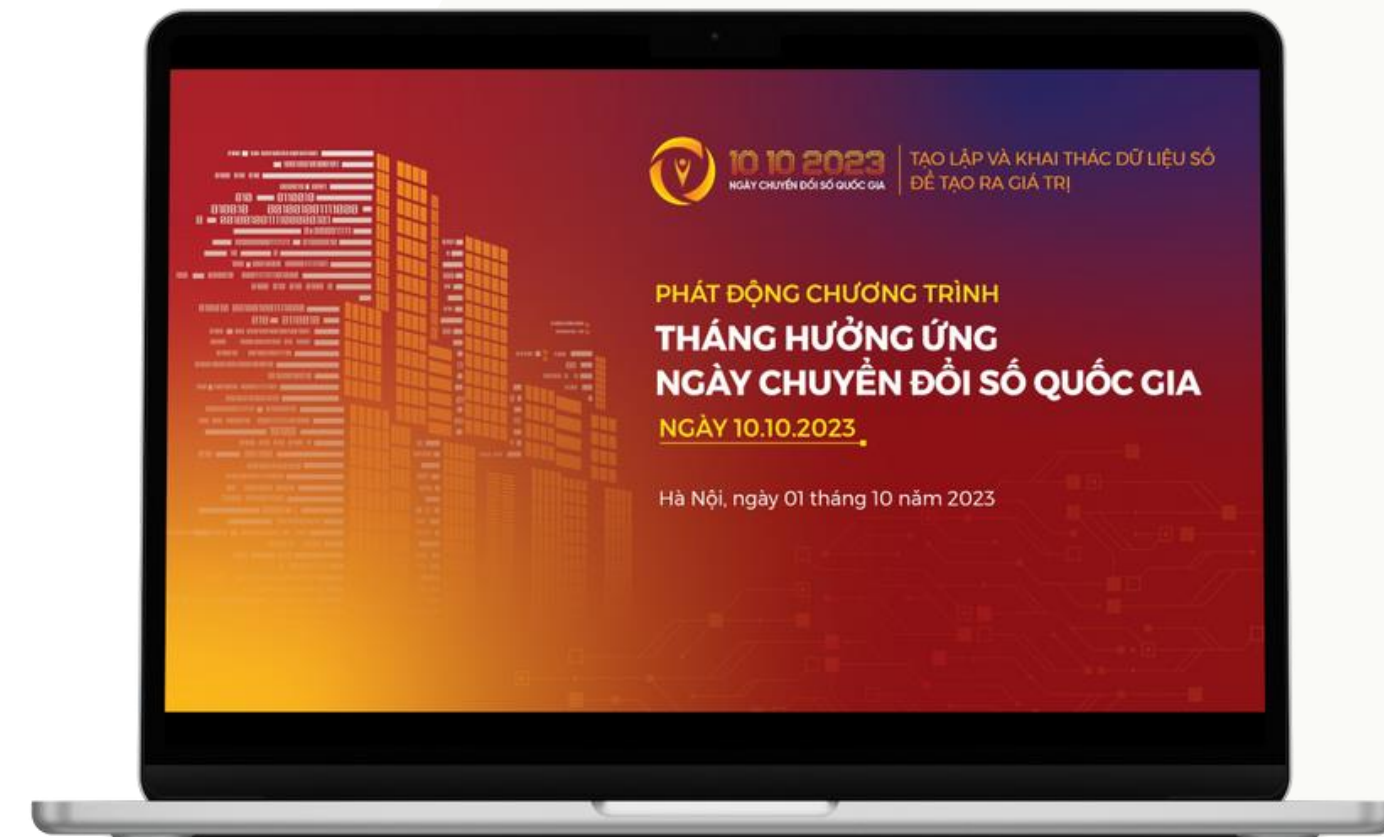 10 10 2023
NGÀY CHUYỂN ĐỔI SỐ QUỐC GIA
TẠO LẬP VÀ KHAI THÁC DỮ LIỆU SỐ
ĐỂ TẠO RA GIÁ TRỊ
PHÁT ĐỘNG CHƯƠNG TRÌNH
THÁNG HƯỞNG ỨNG
NGÀY CHUYỂN ĐỔI SỐ QUỐC GIA
NGÀY 10.10.2023
Hà Nội, ngày 01 tháng 10 năm 2023